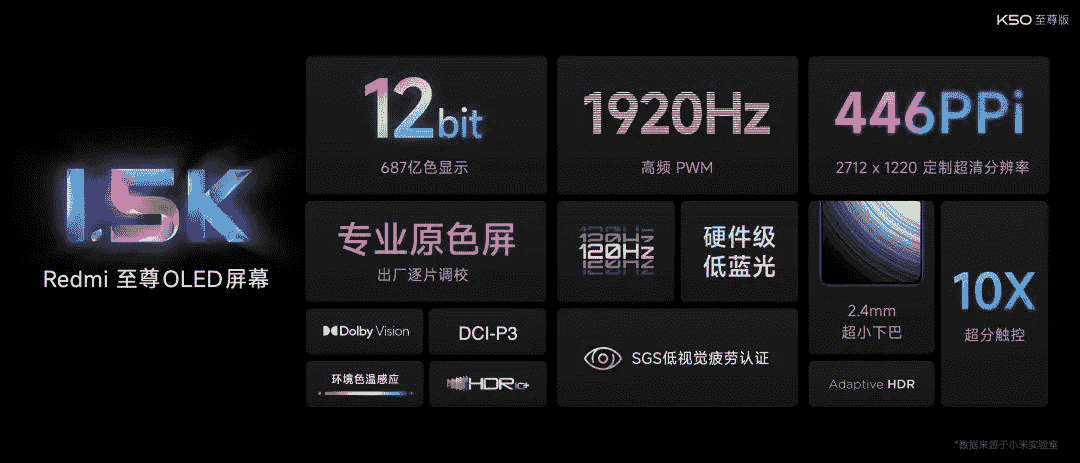 K50 至尊版
1.5K
Redmi 至尊OLED屏幕
12bit
687亿色显示
1920Hz
高频 PWM
446PPi
2712 x 1220 定制超清分辨率
专业原色屏
出厂逐片调校
120Hz
120Hz
120Hz
硬件级
低蓝光
2.4mm
超小下巴
10X
超分触控
Dolby Vision
DCI-P3
环境色温感应
HDR10+
SGS低视觉疲劳认证
Adaptive HDR
*数据来源于小米实验室